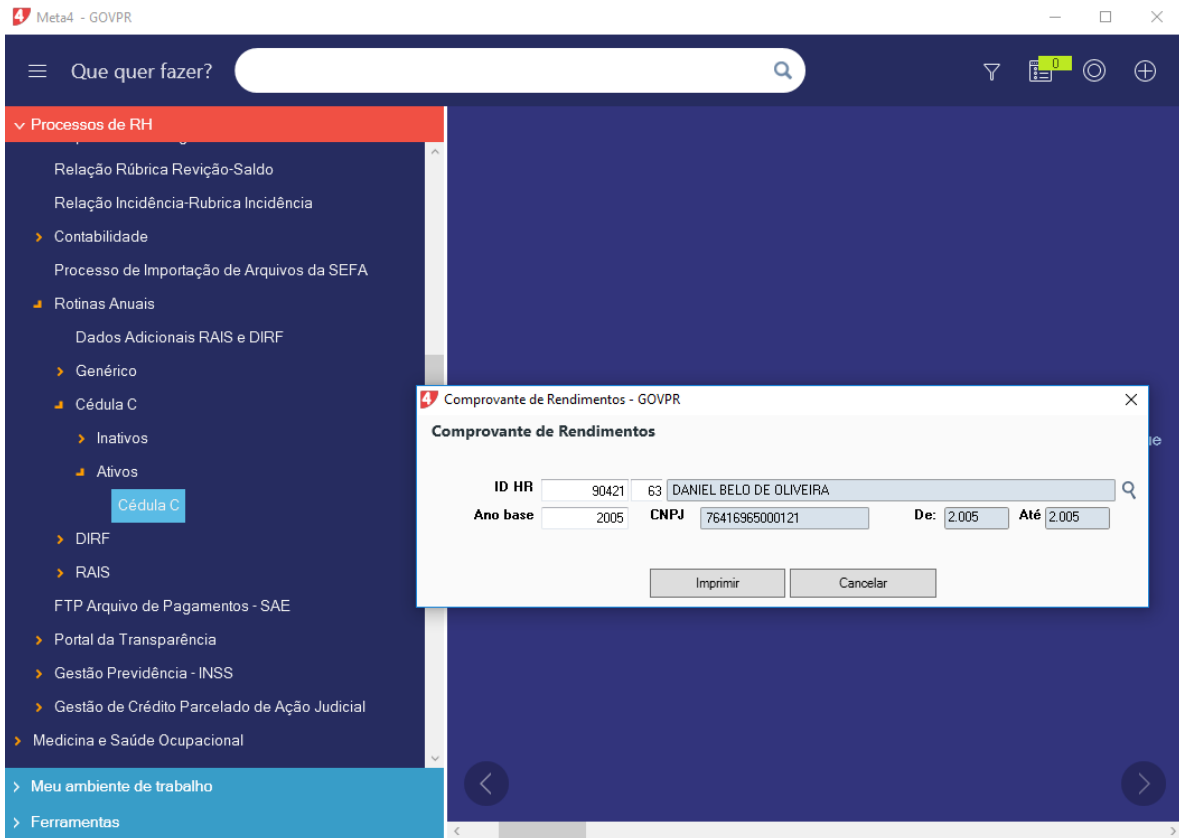 Meta4 - GOVPR
Que quer fazer?
0
Processos de RH
Relação Rúbrica Revição-Saldo
Relação Incidência-Rubrica Incidência
Contabilidade
Processo de Importação de Arquivos da SEFA
Rotinas Anuais
Dados Adicionais RAIS e DIRF
Genérico
Cédula C
Inativos
Ativos
Cédula C
DIRF
RAIS
FTP Arquivo de Pagamentos - SAE
Portal da Transparência
Gestão Previdência - INSS
Gestão de Crédito Parcelado de Ação Judicial
Medicina e Saúde Ocupacional
Meu ambiente de trabalho
Ferramentas
4 Comprovante de Rendimentos - GOVPR
Comprovante de Rendimentos
ID HR 90421 63 DANIEL BELO DE OLIVEIRA
Ano base 2005 CNPJ 76416965000121 De: 2.005 Até 2.005
Imprimir Cancelar